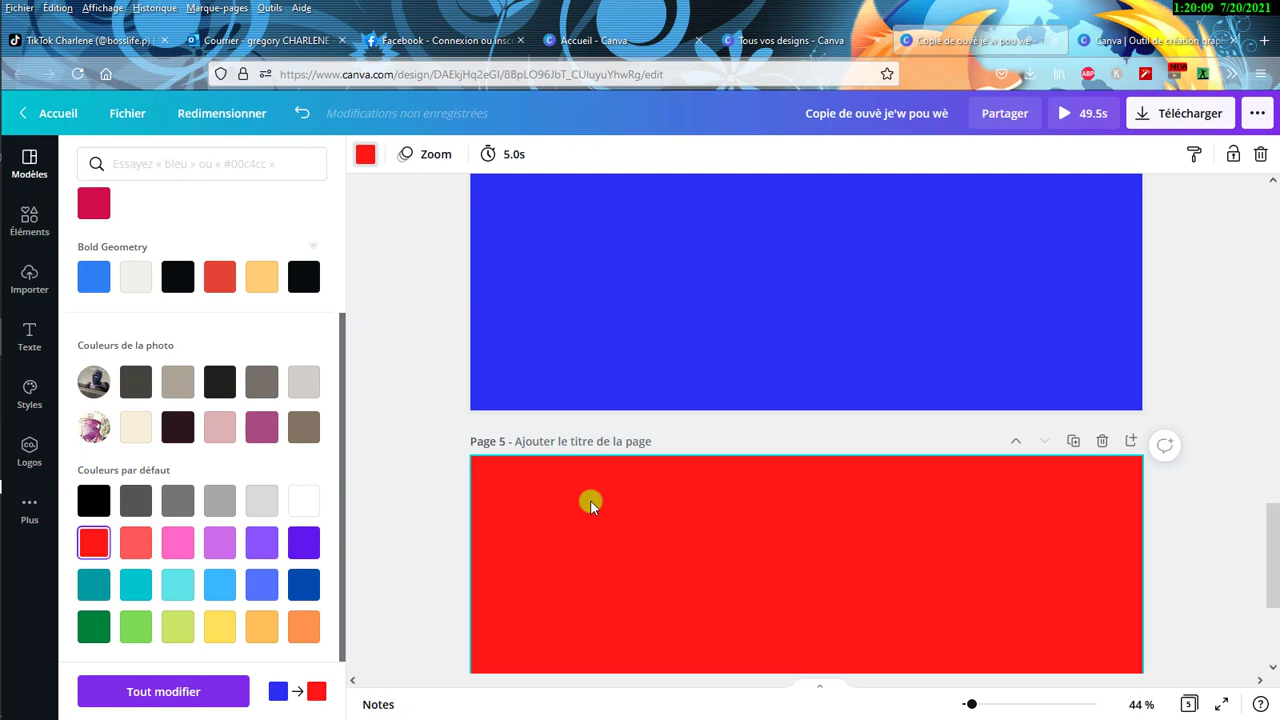 Fichier Édition Affichage Historique Marque-pages Outils Aide
1:20:09 7/20/2021
TikTok Charlene (@bosslife.p)
Courrier - gregory CHARLENE
Facebook - Connexion ou inscr
Accueil - Canva
Tous vos designs - Canva
Copie de ouvè je'w pou wè -
Canva | Outil de création graph
https://www.canva.com/design/DAEkjHq2eGI/8BpLO96JbT_CUluyuYhwRg/edit
ABP
K
NEW
Accueil
Fichier
Redimensionner
Modifications non enregistrées
Copie de ouvè je'w pou wè
Partager
49.5s
Télécharger
Modèles
Éléments
Importer
Texte
Styles
Logos
CO.
Plus
Essayez « bleu » ou « #00c4cc »
Zoom
5.0s
Bold Geometry
Couleurs de la photo
Couleurs par défaut
Tout modifier
Page 5 - Ajouter le titre de la page
Notes
44 %
5